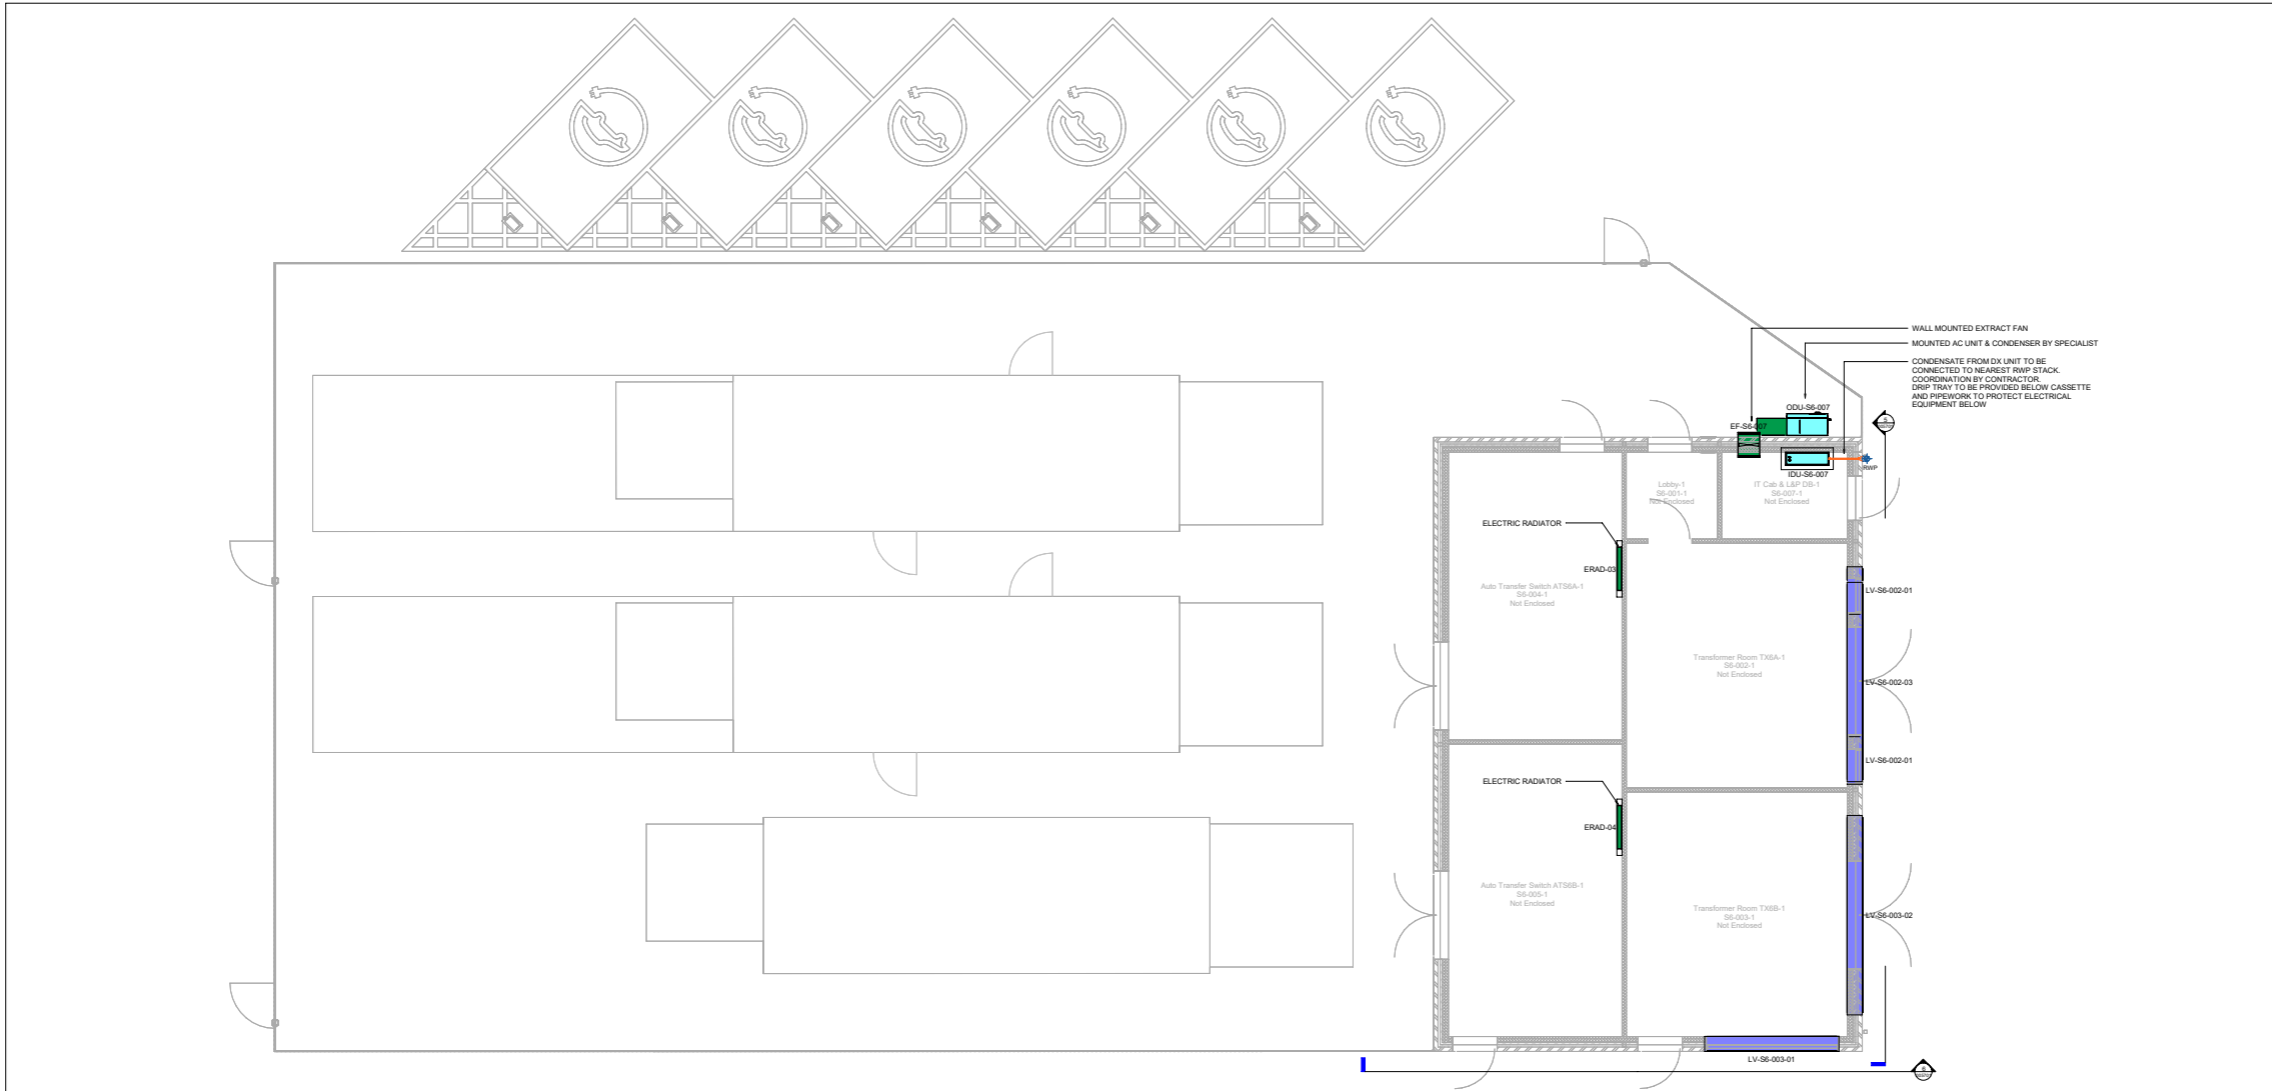 WALL MOUNTED EXTRACT FAN
MOUNTED AC UNIT & CONDENSER BY SPECIALIST
CONDENSATE FROM DX UNIT TO BE
CONNECTED TO NEAREST RWP STACK.
COORDINATION BY CONTRACTOR.
DRIP TRAY TO BE PROVIDED BELOW CASSETTE
AND PIPEWORK TO PROTECT ELECTRICAL
EQUIPMENT BELOW
ODU-S6-007
EF-S6-007
RWP
IDU-S6-007
Lobby-1
S6-001-1
Not Enclosed
IT Cab & L&P DB-1
S6-007-1
Not Enclosed
ELECTRIC RADIATOR
ERAD-03
Auto Transfer Switch ATS6A-1
S6-004-1
Not Enclosed
LV-S6-002-01
Transformer Room TX6A-1
S6-002-1
Not Enclosed
LV-S6-002-03
LV-S6-002-01
ELECTRIC RADIATOR
ERAD-04
Auto Transfer Switch ATS6B-1
S6-005-1
Not Enclosed
Transformer Room TX6B-1
S6-003-1
Not Enclosed
LV-S6-003-02
LV-S6-003-01